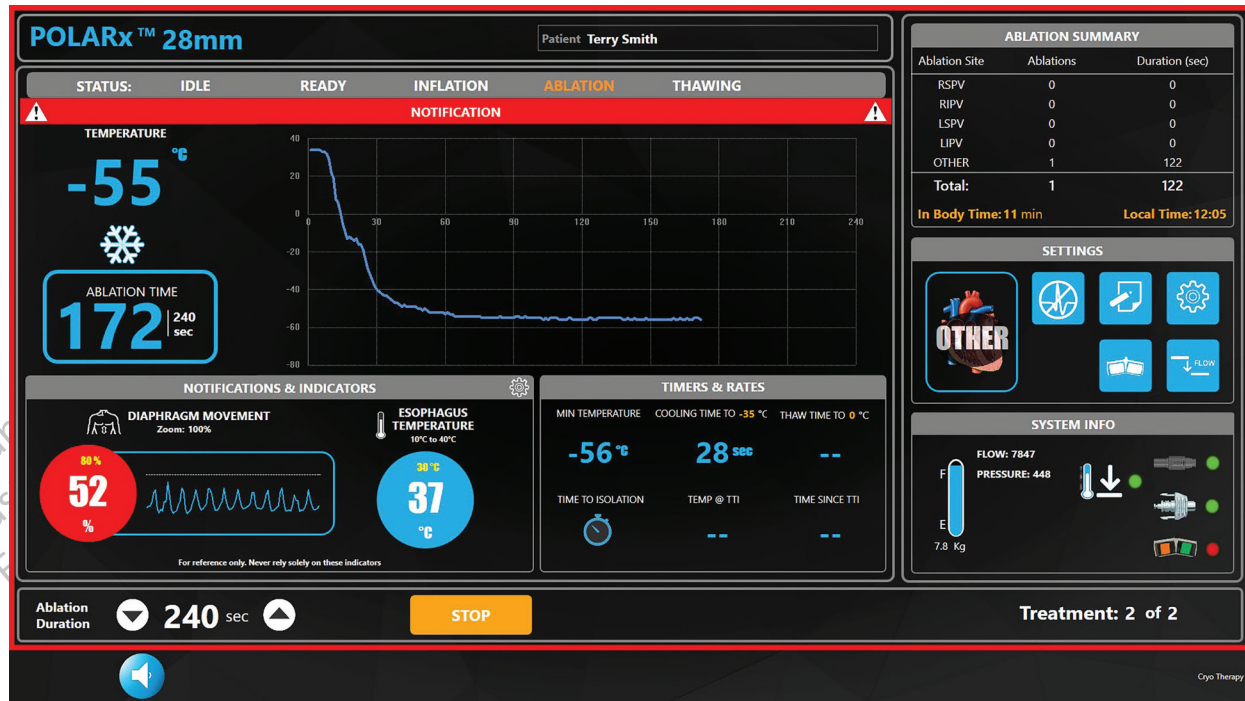 POLARx™ 28mm
Patient Terry Smith
STATUS: IDLE READY INFLATION ABLATION THAWING
NOTIFICATION
TEMPERATURE
-55 °C
ABLATION TIME
172 240 sec
40
20
0
-20
-40
-60
-80
0 30 60 90 120 150 180 210 240
NOTIFICATIONS & INDICATORS
DIAPHRAGM MOVEMENT
Zoom: 100%
80 %
52
%
ESOPHAGUS
TEMPERATURE
10°C to 40°C
30 °C
37
°C
For reference only. Never rely solely on these indicators
TIMERS & RATES
MIN TEMPERATURE COOLING TIME TO -35 °C THAW TIME TO 0 °C
-56 °C 28 sec --
TIME TO ISOLATION TEMP @ TTI TIME SINCE TTI
-- --
ABLATION SUMMARY
Ablation Site Ablations Duration (sec)
RSPV 0 0
RIPV 0 0
LSPV 0 0
LIPV 0 0
OTHER 1 122
Total: 1 122
In Body Time: 11 min Local Time: 12:05
SETTINGS
OTHER
FLOW
SYSTEM INFO
FLOW: 7847
PRESSURE: 448
F
E
7.8 Kg
Ablation
Duration
240 sec
STOP
Treatment: 2 of 2
Cryo Therapy